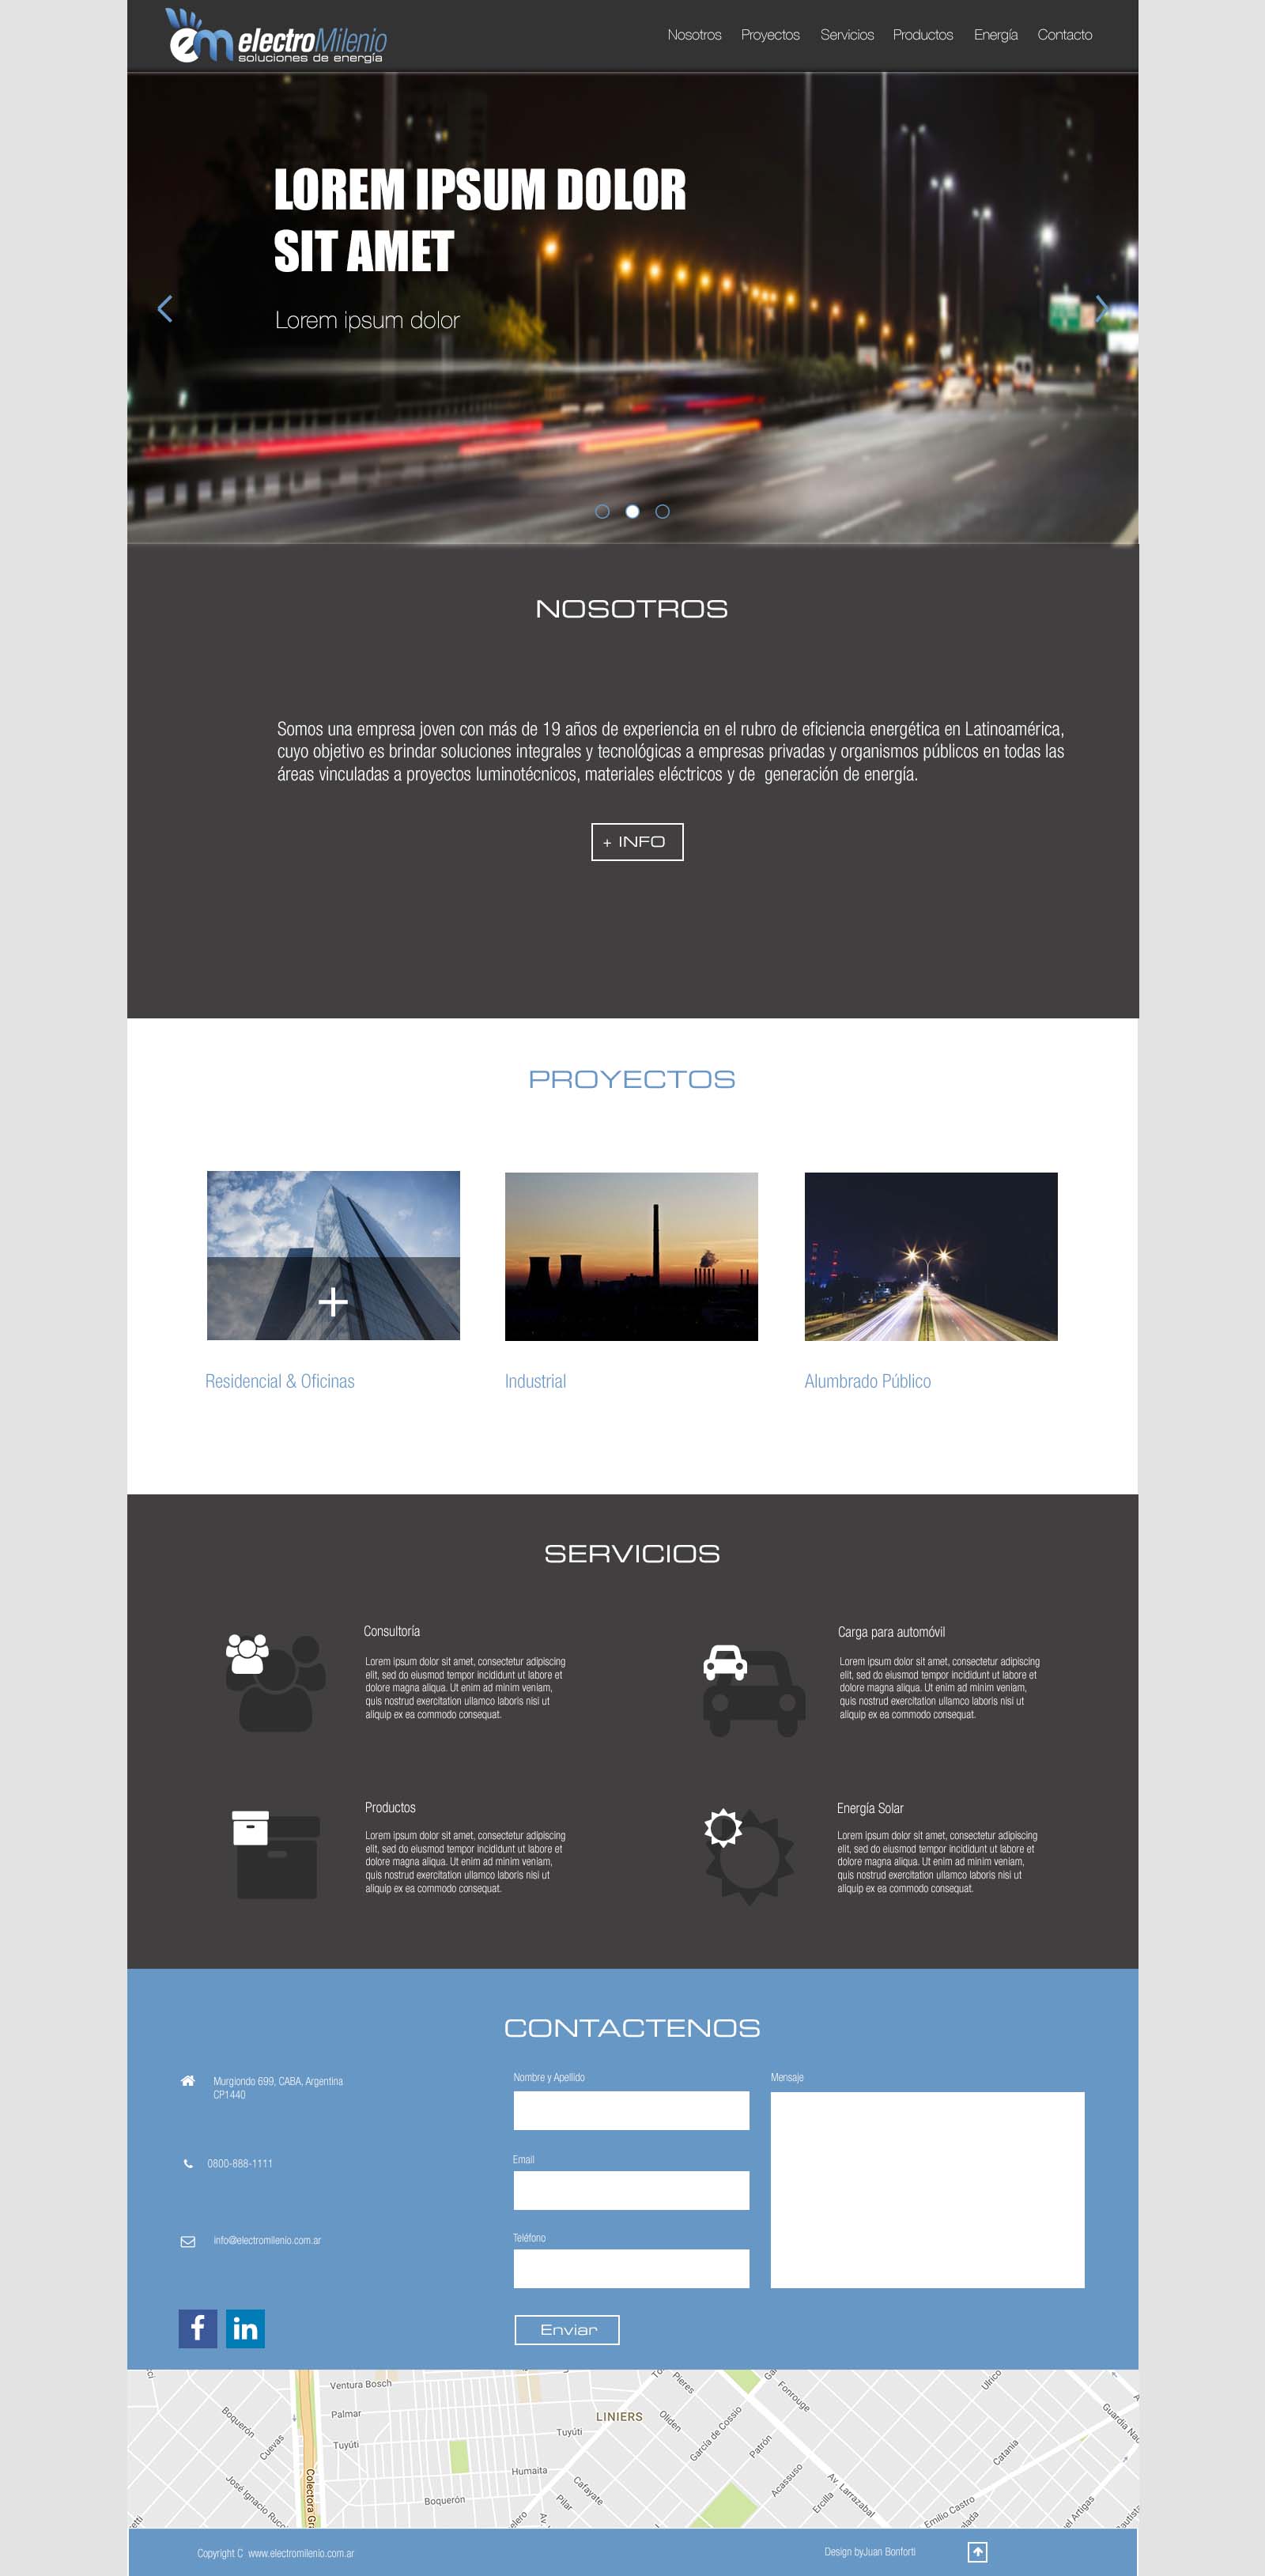 em electroMilenio
soluciones de energía
Nosotros Proyectos Servicios Productos Energía Contacto
LOREM IPSUM DOLOR
SIT AMET
Lorem ipsum dolor
NOSOTROS
Somos una empresa joven con más de 19 años de experiencia en el rubro de eficiencia energética en Latinoamérica,
cuyo objetivo es brindar soluciones integrales y tecnológicas a empresas privadas y organismos públicos en todas las
áreas vinculadas a proyectos luminotécnicos, materiales eléctricos y de generación de energía.
+ INFO
PROYECTOS
Residencial & Oficinas
Industrial
Alumbrado Público
SERVICIOS
Consultoría
Lorem ipsum dolor sit amet, consectetur adipiscing
elit, sed do eiusmod tempor incididunt ut labore et
dolore magna aliqua. Ut enim ad minim veniam,
quis nostrud exercitation ullamco laboris nisi ut
aliquip ex ea commodo consequat.
Carga para automóvil
Lorem ipsum dolor sit amet, consectetur adipiscing
elit, sed do eiusmod tempor incididunt ut labore et
dolore magna aliqua. Ut enim ad minim veniam,
quis nostrud exercitation ullamco laboris nisi ut
aliquip ex ea commodo consequat.
Productos
Lorem ipsum dolor sit amet, consectetur adipiscing
elit, sed do eiusmod tempor incididunt ut labore et
dolore magna aliqua. Ut enim ad minim veniam,
quis nostrud exercitation ullamco laboris nisi ut
aliquip ex ea commodo consequat.
Energía Solar
Lorem ipsum dolor sit amet, consectetur adipiscing
elit, sed do eiusmod tempor incididunt ut labore et
dolore magna aliqua. Ut enim ad minim veniam,
quis nostrud exercitation ullamco laboris nisi ut
aliquip ex ea commodo consequat.
CONTACTENOS
Murgiondo 699, CABA, Argentina
CP1440
0800-888-1111
info@electromilenio.com.ar
f in
Nombre y Apellido
Email
Teléfono
Mensaje
Enviar
Ventura Bosch
Palmar
Tuyúti
Boquerón
Cuevas
José Ignacio Rucc
Colectora Gra
Boquerón
LINIERS
Tuyúti
Humaita
Cafayate
Pilar
Av.
Pieres
Oliden
García de Cossio
Patrón
Fonrouge
Acassuso
Ercilla
Av. Larrazabal
Ulrico
Catania
Emilio Castro
Guardia Nac
el Artigas
Copyright C www.electromilenio.com.ar
Design byJuan Bonforti